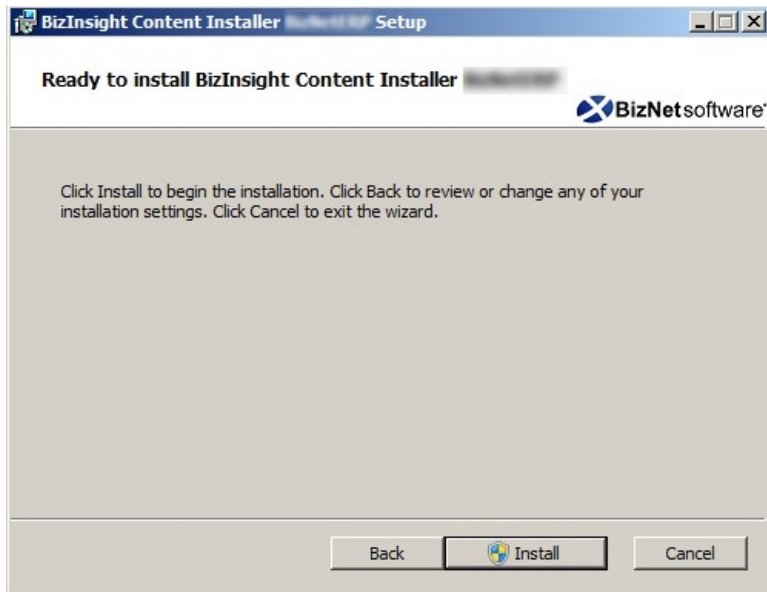 BizInsight Content Installer Setup
Ready to install BizInsight Content Installer
BizNetsoftware
Click Install to begin the installation. Click Back to review or change any of your
installation settings. Click Cancel to exit the wizard.
Back Install Cancel